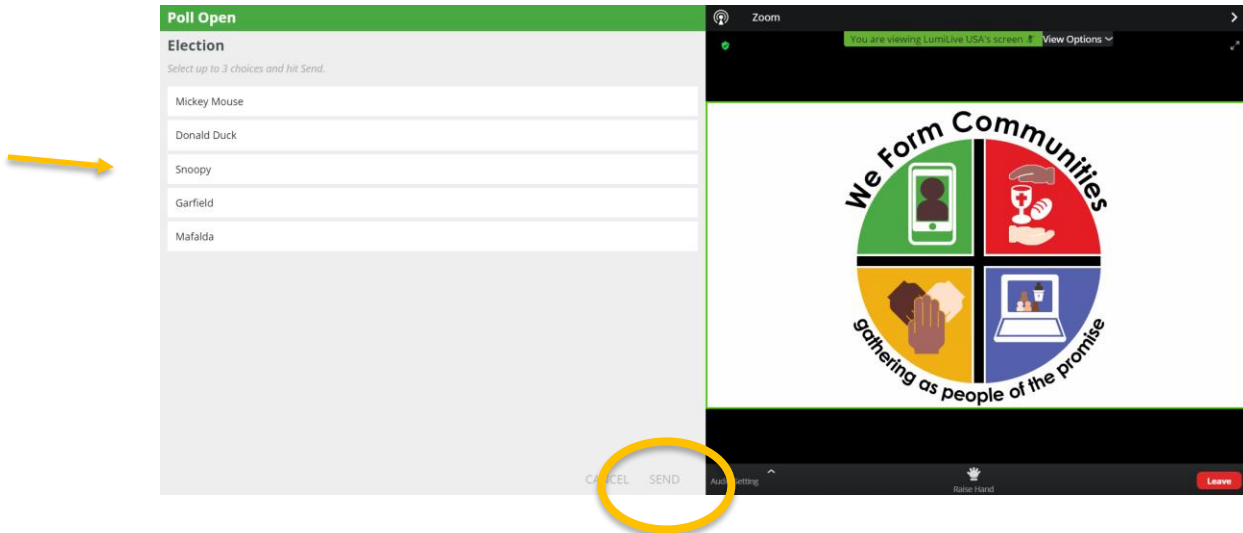 Poll Open
Election
Select up to 3 choices and hit Send.
Mickey Mouse
Donald Duck
Snoopy
Garfield
Mafalda
CANCEL SEND
Zoom
You are viewing LumiLive USA's screen View Options
We Form Communities
gathering as people of the promise
Audio Setting
Raise Hand
Leave